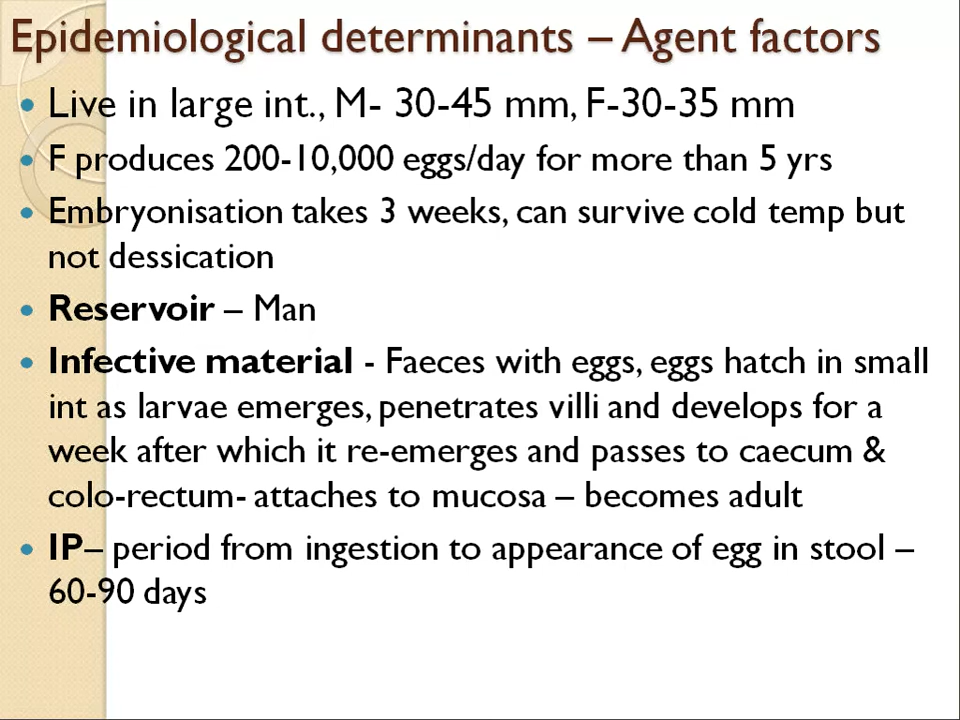 Epidemiological determinants – Agent factors
• Live in large int., M- 30-45 mm, F-30-35 mm
• F produces 200-10,000 eggs/day for more than 5 yrs
• Embryonisation takes 3 weeks, can survive cold temp but
not dessication
• Reservoir – Man
• Infective material - Faeces with eggs, eggs hatch in small
int as larvae emerges, penetrates villi and develops for a
week after which it re-emerges and passes to caecum &
colo-rectum- attaches to mucosa – becomes adult
• IP– period from ingestion to appearance of egg in stool –
60-90 days